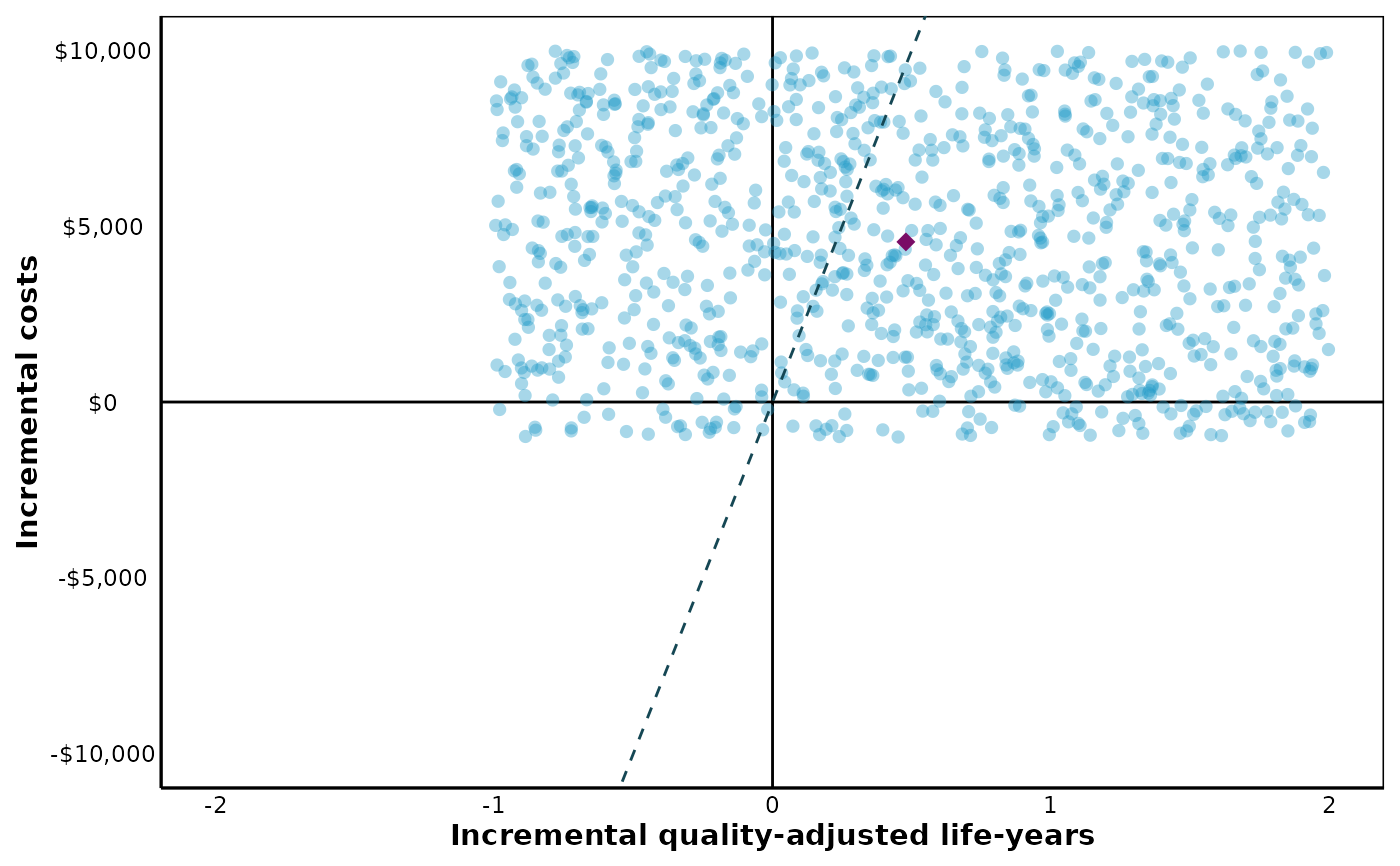 $10,000
$5,000
$0
-$5,000
-$10,000
Incremental costs
-2 -1 0 1 2
Incremental quality-adjusted life-years